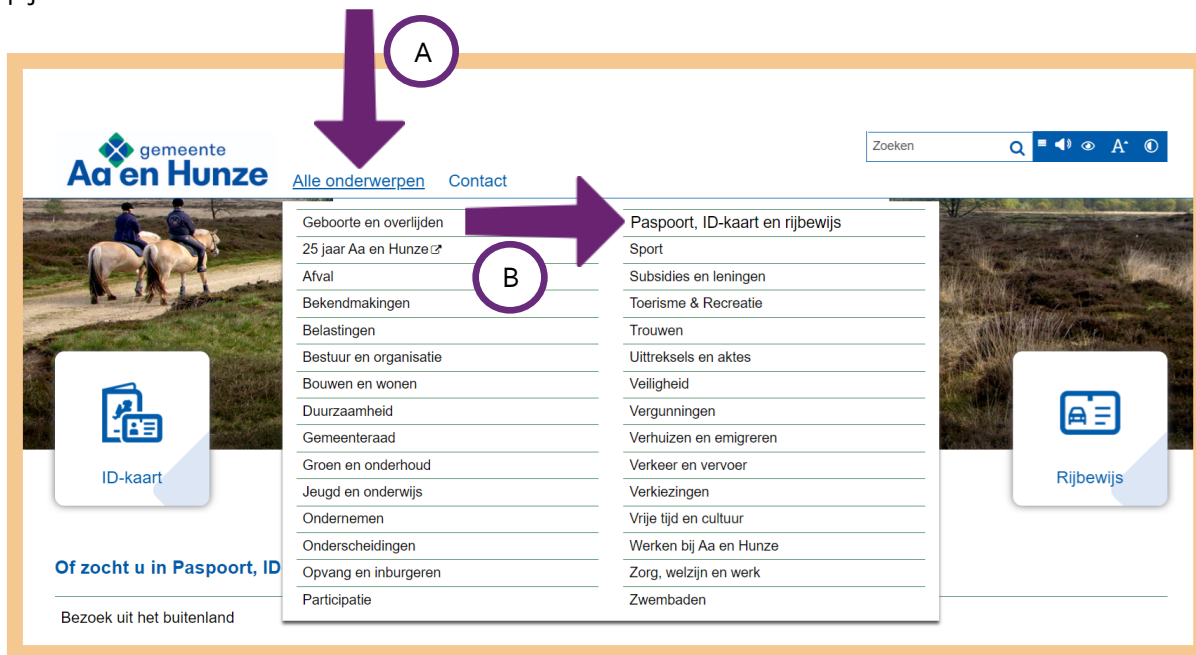 A
gemeente
Aa en Hunze
Alle onderwerpen
Contact
Zoeken
A
Geboorte en overlijden
25 jaar Aa en Hunze
Afval
Bekendmakingen
Belastingen
Bestuur en organisatie
Bouwen en wonen
Duurzaamheid
Gemeenteraad
Groen en onderhoud
Jeugd en onderwijs
Ondernemen
Onderscheidingen
Opvang en inburgeren
Participatie
B
Paspoort, ID-kaart en rijbewijs
Sport
Subsidies en leningen
Toerisme & Recreatie
Trouwen
Uittreksels en aktes
Veiligheid
Vergunningen
Verhuizen en emigreren
Verkeer en vervoer
Verkiezingen
Vrije tijd en cultuur
Werken bij Aa en Hunze
Zorg, welzijn en werk
Zwembaden
ID-kaart
Rijbewijs
Of zocht u in Paspoort, ID
Bezoek uit het buitenland